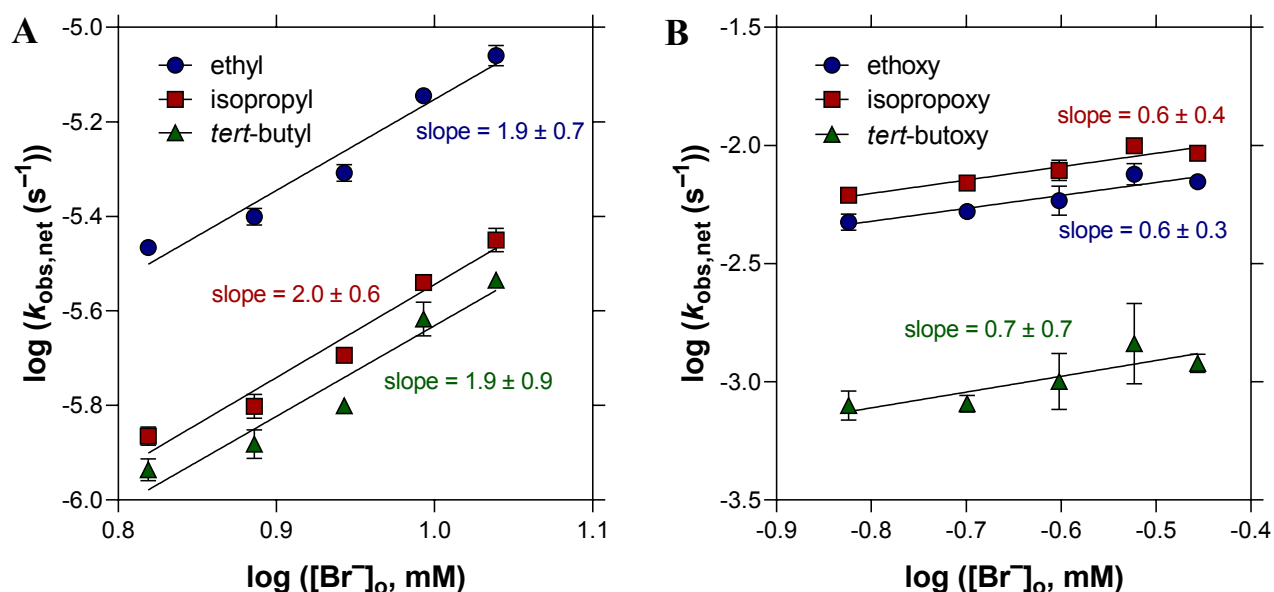 A
ethyl
isopropyl
tert-butyl
slope = 1.9 ± 0.7
slope = 2.0 ± 0.6
slope = 1.9 ± 0.9
-5.0
-5.2
-5.4
-5.6
-5.8
-6.0
0.8
0.9
1.0
1.1
log (k_obs,net (s⁻¹))
log ([Br⁻]ₒ, mM)
B
ethoxy
isopropoxy
tert-butoxy
slope = 0.6 ± 0.4
slope = 0.6 ± 0.3
slope = 0.7 ± 0.7
-1.5
-2.0
-2.5
-3.0
-3.5
-0.9
-0.8
-0.7
-0.6
-0.5
-0.4
log (k_obs,net (s⁻¹))
log ([Br⁻]ₒ, mM)